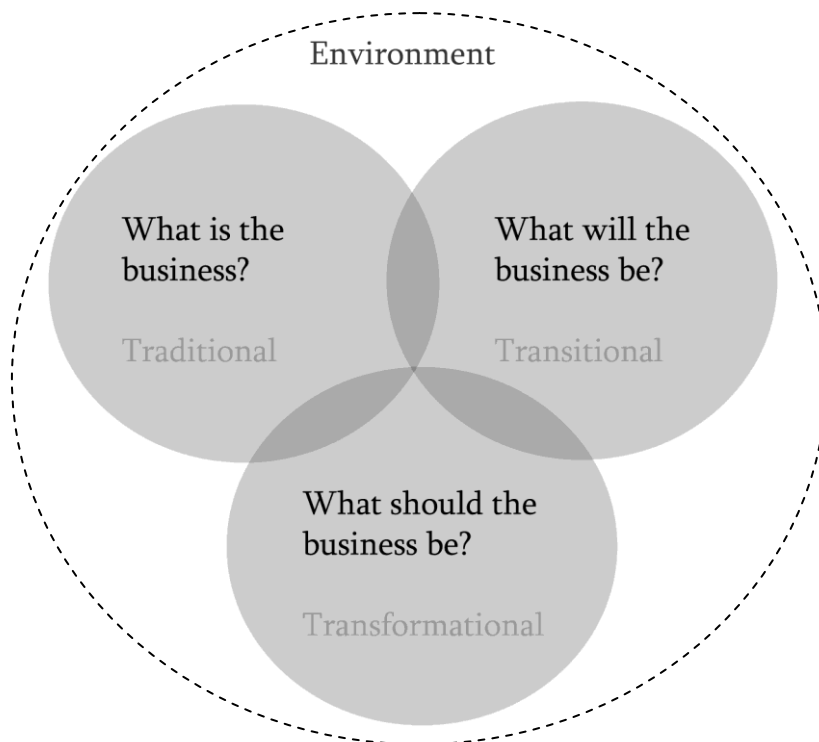 Environment
What is the
business?
Traditional
What will the
business be?
Transitional
What should the
business be?
Transformational